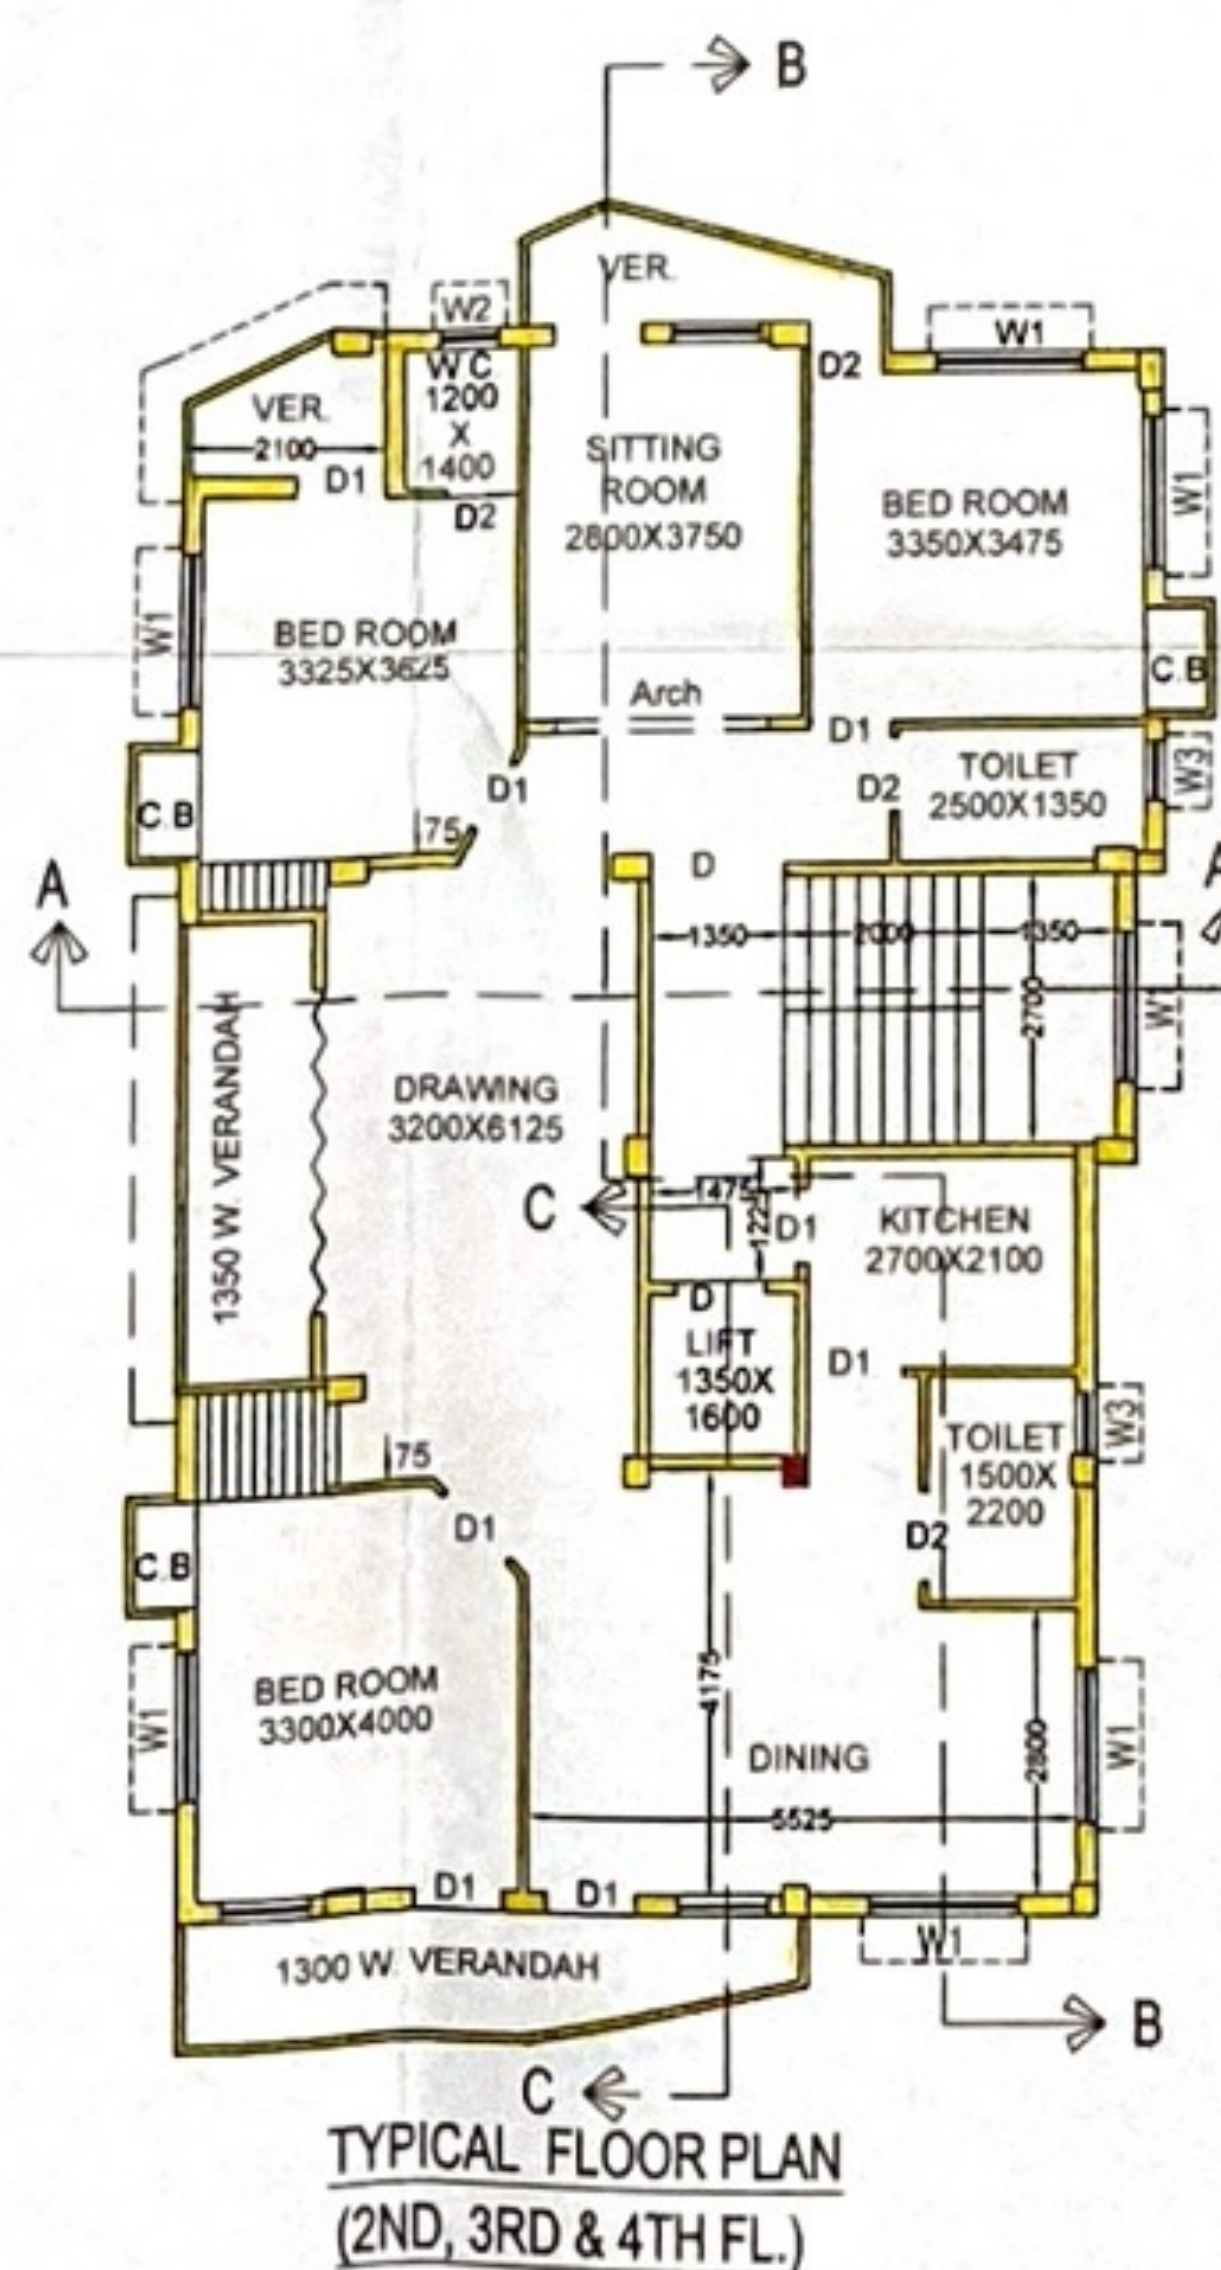 B
VER.
W2
W1
W C
1200
X
1400
D2
VER.
2100
D1
D2
SITTING
ROOM
2800X3750
BED ROOM
3350X3475
W1
W1
BED ROOM
3325X3625
C.B
Arch
D1
D1
TOILET
2500X1350
W3
D2
C.B
75
A
D
A
1350
2000
1350
2700
W1
1350 W. VERANDAH
DRAWING
3200X6125
C
1475
1225
D1
KITCHEN
2700X2100
D
LIFT
1350X
1600
D1
W3
TOILET
1500X
2200
75
D1
D2
C.B
W1
BED ROOM
3300X4000
4175
DINING
2800
W1
5525
D1
D1
W1
1300 W. VERANDAH
B
C
TYPICAL FLOOR PLAN
(2ND, 3RD & 4TH FL.)